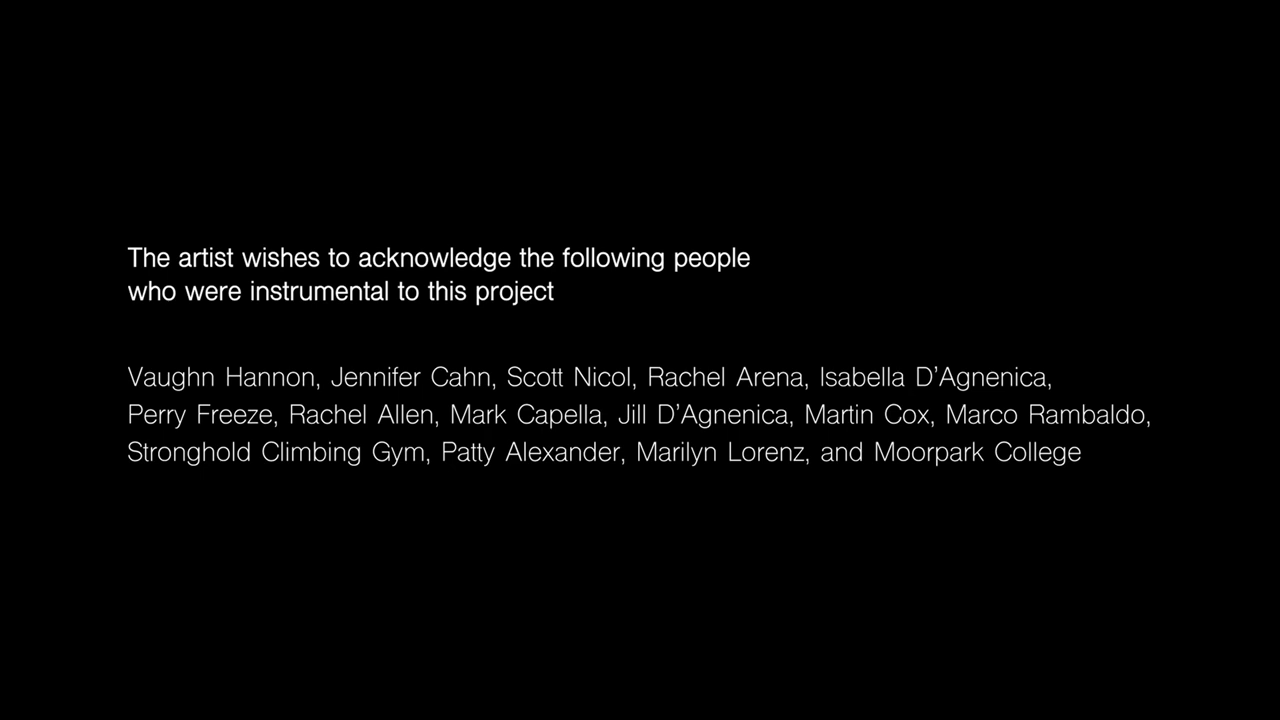 The artist wishes to acknowledge the following people
who were instrumental to this project
Vaughn Hannon, Jennifer Cahn, Scott Nicol, Rachel Arena, Isabella D’Agnenica,
Perry Freeze, Rachel Allen, Mark Capella, Jill D’Agnenica, Martin Cox, Marco Rambaldo,
Stronghold Climbing Gym, Patty Alexander, Marilyn Lorenz, and Moorpark College